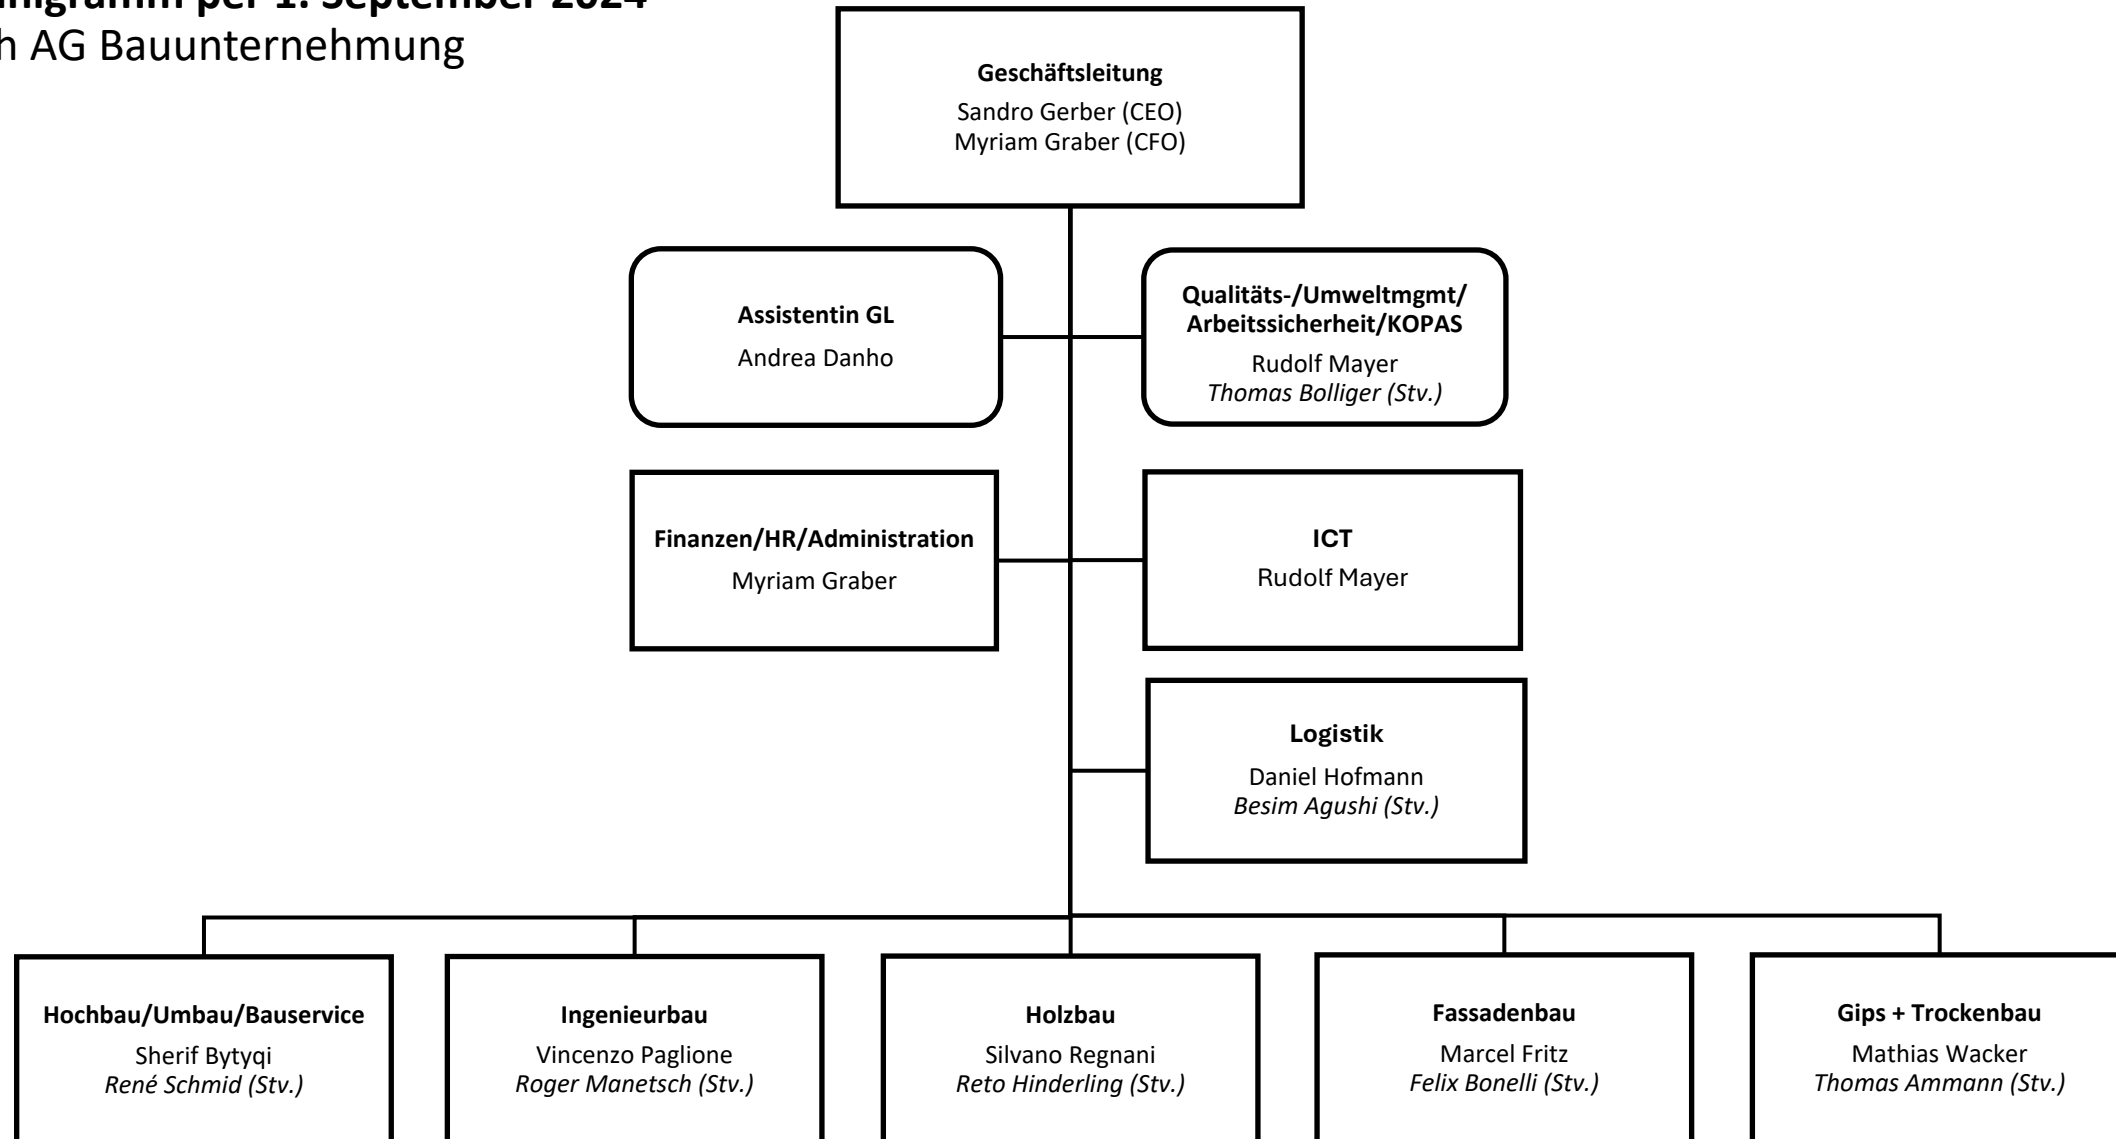 per 1. September 2024
AG Bauunternehmung
Geschäftsleitung
Sandro Gerber (CEO)
Myriam Graber (CFO)
Assistentin GL
Andrea Danho
Qualitäts-/Umweltmgmt/
Arbeitssicherheit/KOPAS
Rudolf Mayer
Thomas Bolliger (Stv.)
Finanzen/HR/Administration
Myriam Graber
ICT
Rudolf Mayer
Logistik
Daniel Hofmann
Besim Agushi (Stv.)
Hochbau/Umbau/Bauservice
Sherif Bytyqi
René Schmid (Stv.)
Ingenieurbau
Vincenzo Paglione
Roger Manetsch (Stv.)
Holzbau
Silvano Regnani
Reto Hinderling (Stv.)
Fassadenbau
Marcel Fritz
Felix Bonelli (Stv.)
Gips + Trockenbau
Mathias Wacker
Thomas Ammann (Stv.)